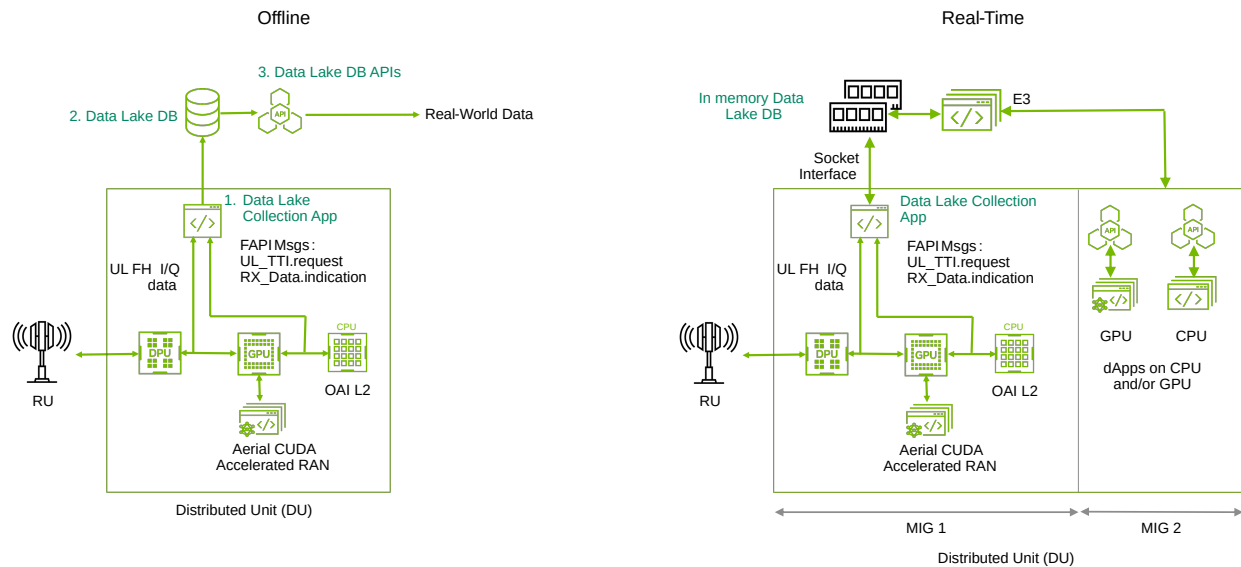 Offline
3. Data Lake DB APIs
API
2. Data Lake DB
Real-World Data
1. Data Lake
Collection App
FAPI Msgs :
UL_TTI.request
RX_Data.indication
UL FH I/Q
data
CPU
DPU
GPU
RU
OAI L2
Aerial CUDA
Accelerated RAN
Distributed Unit (DU)
Real-Time
In memory Data
Lake DB
E3
Socket
Interface
Data Lake Collection
App
FAPI Msgs :
UL_TTI.request
RX_Data.indication
UL FH I/Q
data
CPU
DPU
GPU
RU
OAI L2
Aerial CUDA
Accelerated RAN
API
API
GPU
CPU
dApps on CPU
and/or GPU
MIG 1
MIG 2
Distributed Unit (DU)